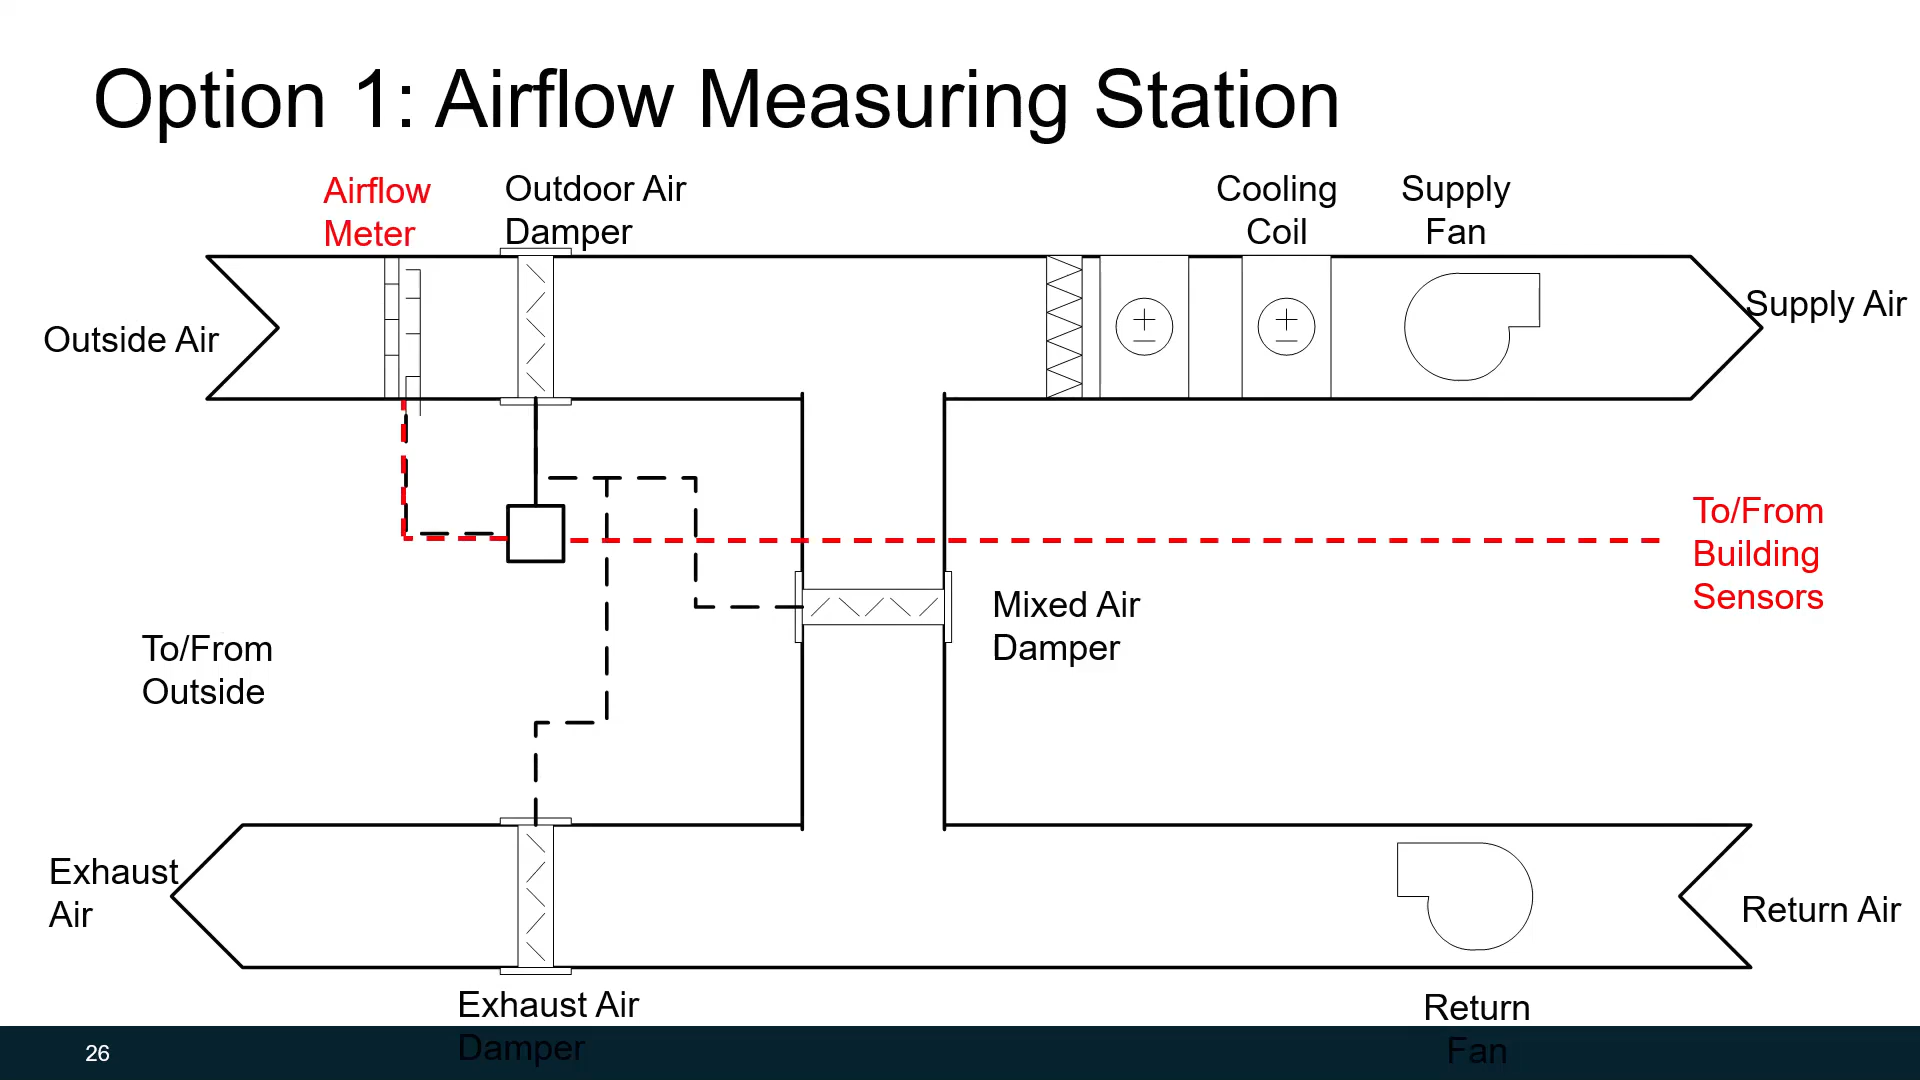 Option 1: Airflow Measuring Station
Airflow
Meter
Outdoor Air
Damper
Cooling
Coil
Supply
Fan
Outside Air
Supply Air
To/From
Building
Sensors
Mixed Air
Damper
To/From
Outside
Exhaust
Air
Return Air
Exhaust Air
Damper
Return
Fan
26